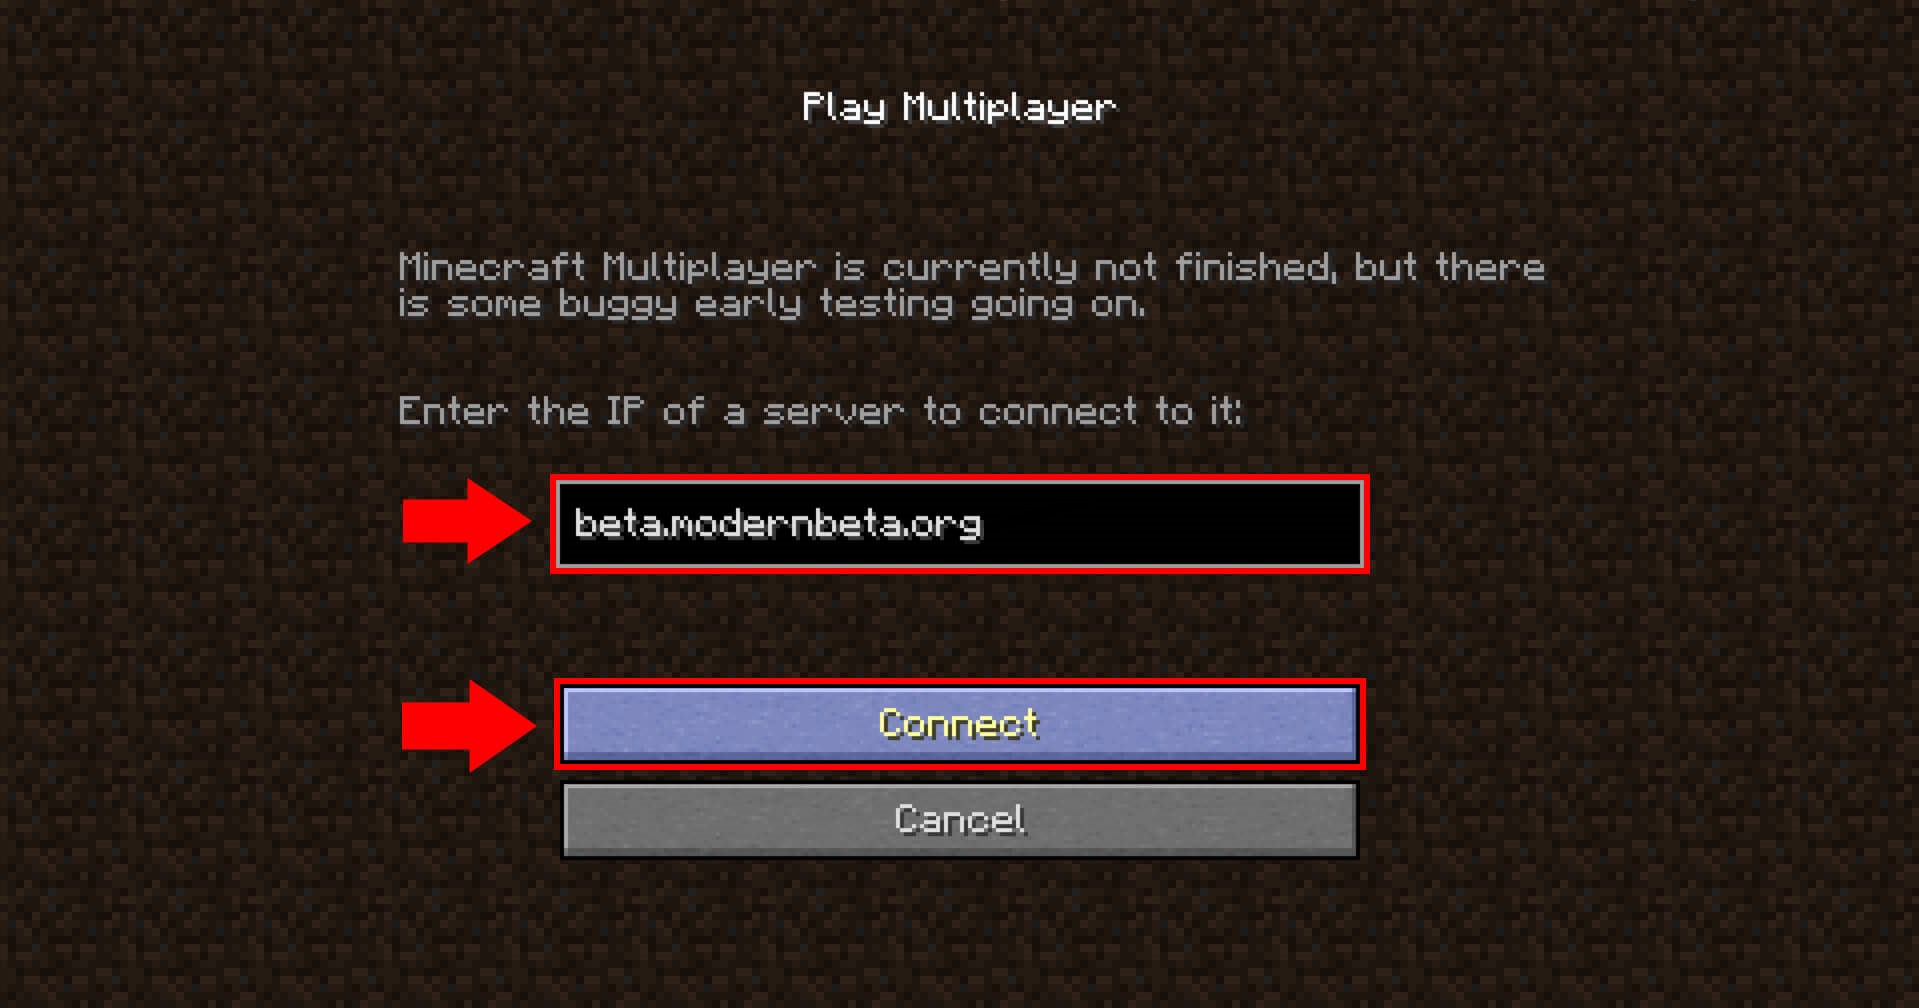 Play Multiplayer
Minecraft Multiplayer is currently not finished, but there
is some buggy early testing going on.
Enter the IP of a server to connect to it:
beta.modernbeta.org
Connect
Cancel